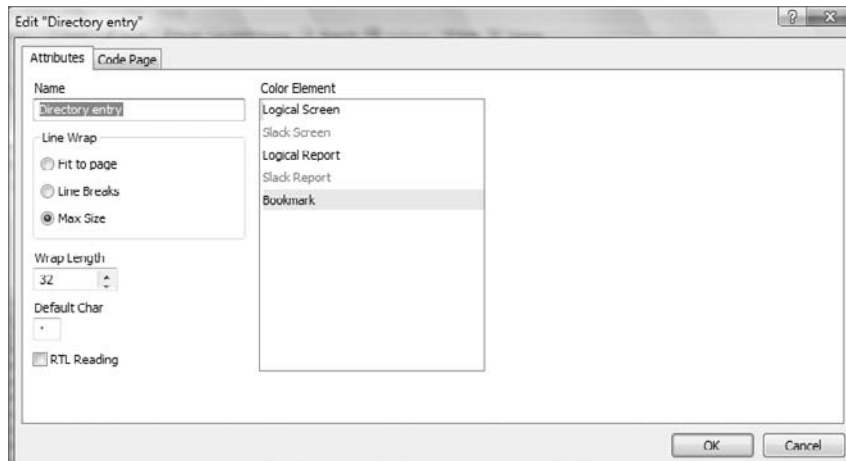 Edit "Directory entry"
Attributes
Code Page
Name
Directory entry
Line Wrap
Fit to page
Line Breaks
Max Size
Wrap Length
32
Default Char
RTL Reading
Color Element
Logical Screen
Slack Screen
Logical Report
Slack Report
Bookmark
OK
Cancel